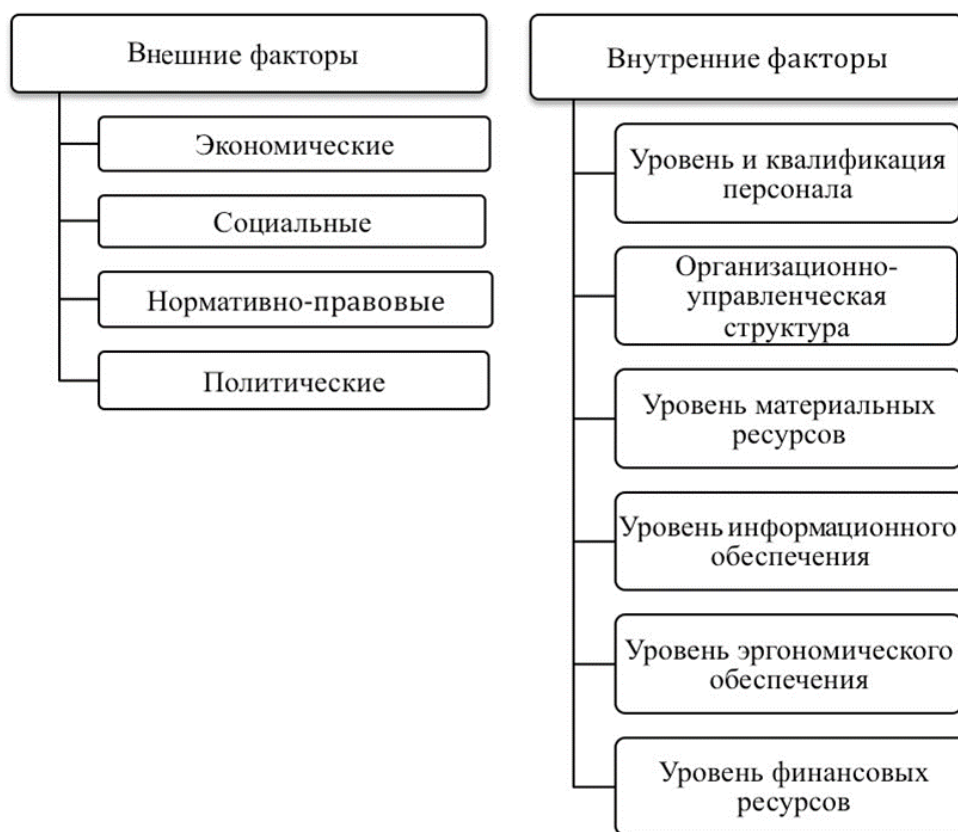 Внешние факторы
Экономические
Социальные
Нормативно-правовые
Политические
Внутренние факторы
Уровень и квалификация
персонала
Организационно-
управленческая
структура
Уровень материальных
ресурсов
Уровень информационного
обеспечения
Уровень эргономического
обеспечения
Уровень финансовых
ресурсов